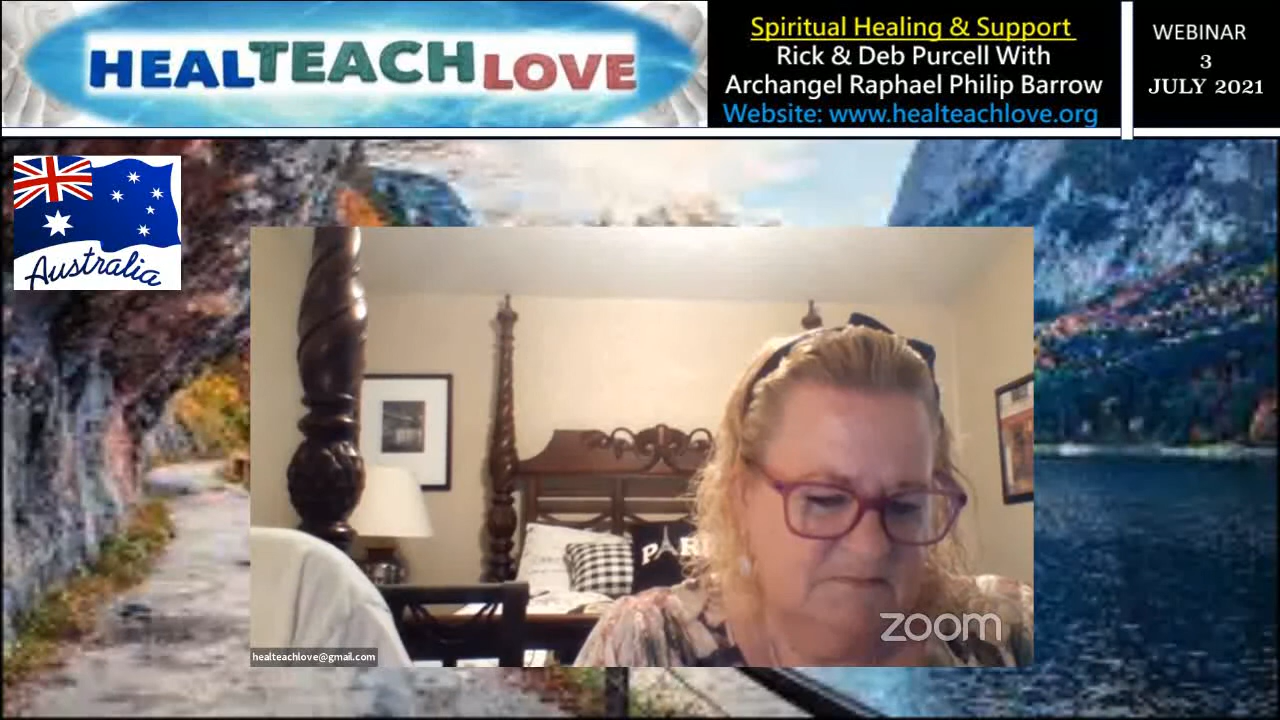 HEALTEACHLOVE
Spiritual Healing & Support
Rick & Deb Purcell With
Archangel Raphael Philip Barrow
Website: www.healteachlove.org
WEBINAR
3
JULY 2021
Australia
zoom
healteachlove@gmail.com